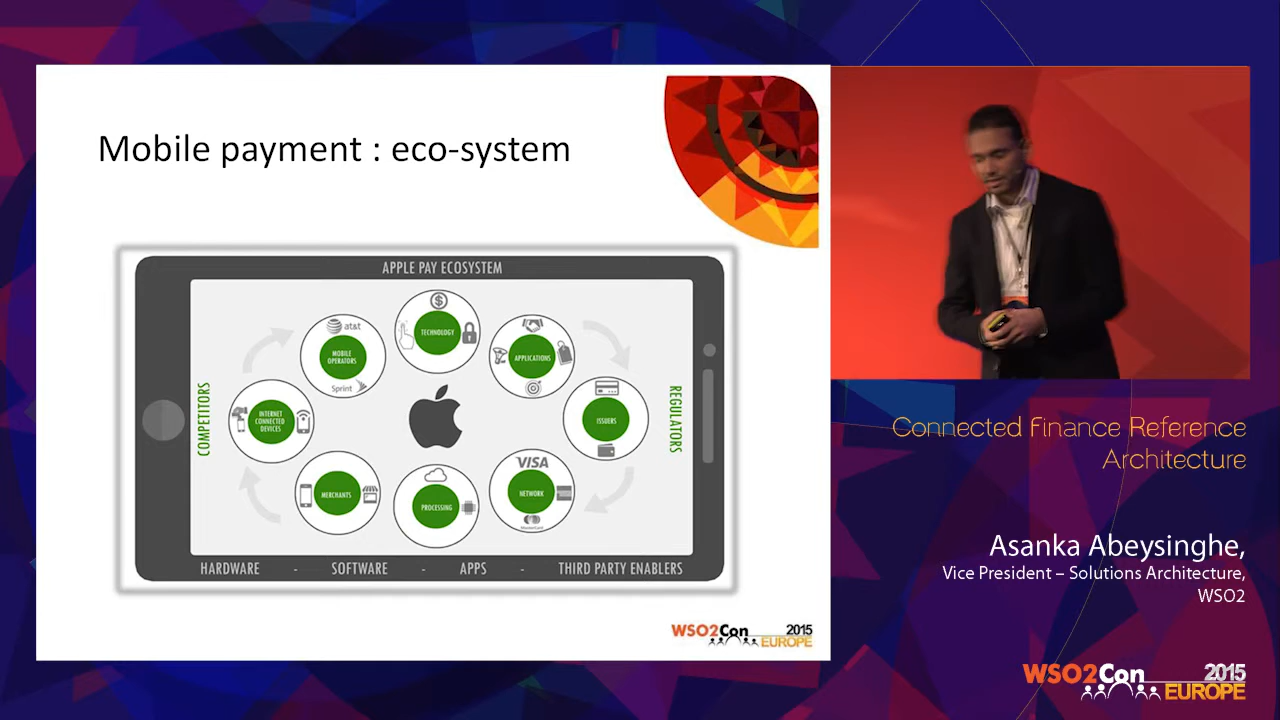 Mobile payment : eco-system
APPLE PAY ECOSYSTEM
TECHNOLOGY
at&t
MOBILE
OPERATORS
Sprint
APPLICATIONS
COMPETITORS
INTERNET
CONNECTED
DEVICES
ISSUERS
REGULATORS
MERCHANTS
PROCESSING
VISA
NETWORK
MasterCard
HARDWARE - SOFTWARE - APPS - THIRD PARTY ENABLERS
WSO2Con 2015
EUROPE
Connected Finance Reference
Architecture
Asanka Abeysinghe,
Vice President – Solutions Architecture,
WSO2
WSO2Con 2015
EUROPE